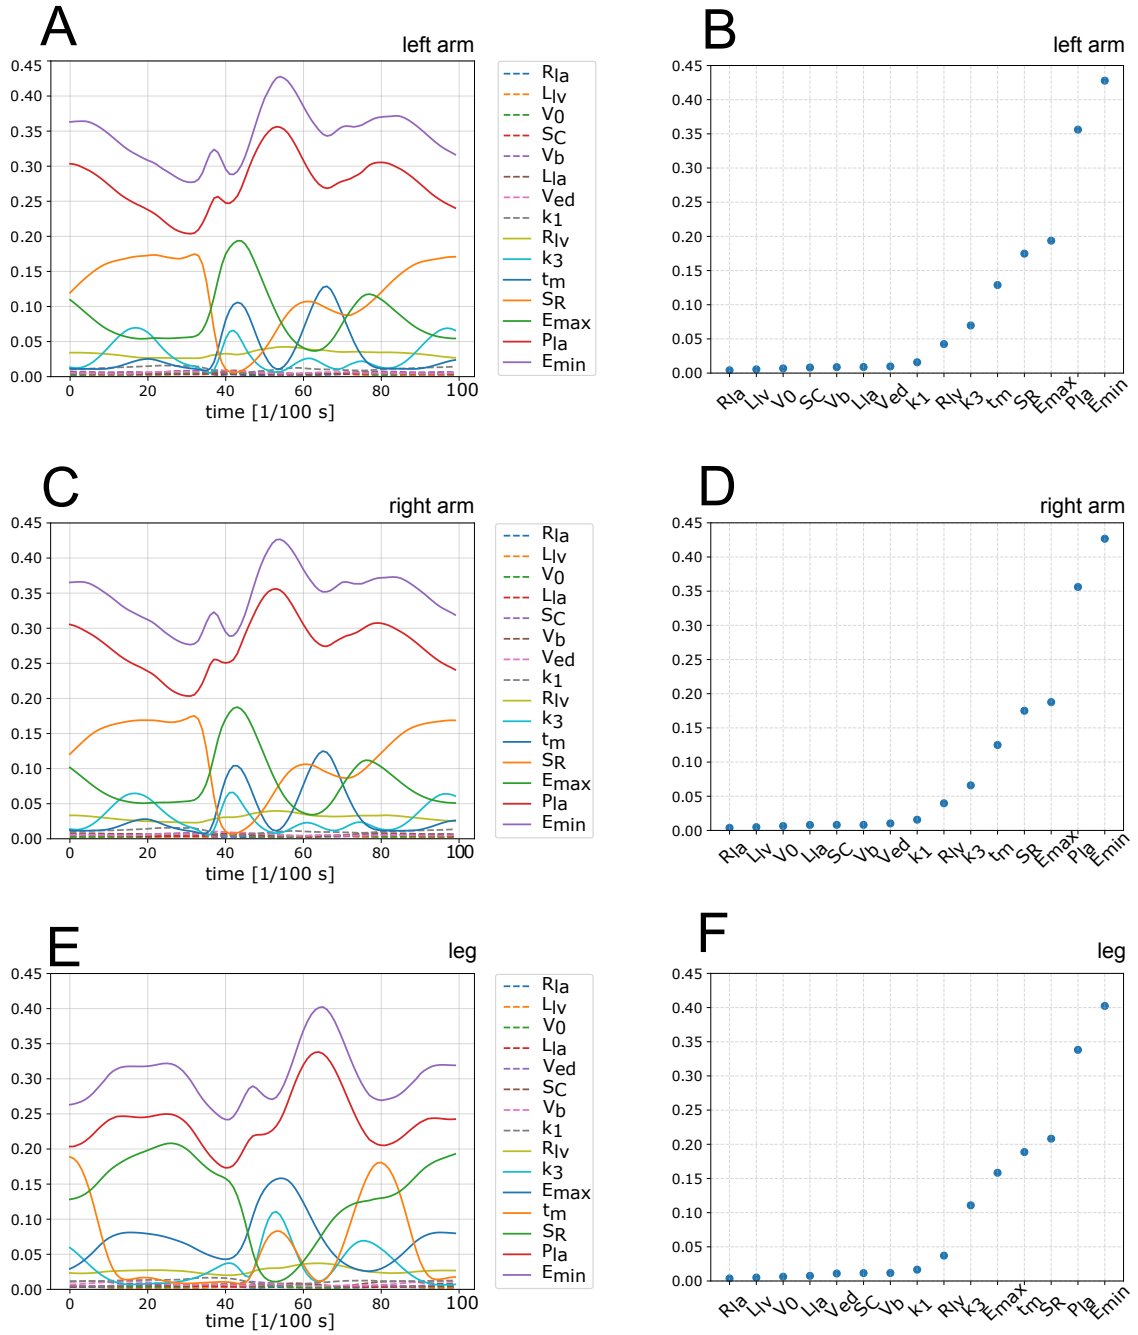 A
left arm
0.45
0.40
0.35
0.30
0.25
0.20
0.15
0.10
0.05
0.00
0 20 40 60 80 100
time [1/100 s]
Rla
Llv
V0
SC
Vb
Lla
Ved
k1
Rlv
k3
tm
SR
Emax
Pla
Emin
B
left arm
0.45
0.40
0.35
0.30
0.25
0.20
0.15
0.10
0.05
0.00
Rla Llv V0 SC Vb Lla Ved k1 Rlv k3 tm SR Emax Pla Emin
C
right arm
0.45
0.40
0.35
0.30
0.25
0.20
0.15
0.10
0.05
0.00
0 20 40 60 80 100
time [1/100 s]
Rla
Llv
V0
Lla
SC
Vb
Ved
k1
Rlv
k3
tm
SR
Emax
Pla
Emin
D
right arm
0.45
0.40
0.35
0.30
0.25
0.20
0.15
0.10
0.05
0.00
Rla Llv V0 Lla SC Vb Ved k1 Rlv k3 tm SR Emax Pla Emin
E
leg
0.45
0.40
0.35
0.30
0.25
0.20
0.15
0.10
0.05
0.00
0 20 40 60 80 100
time [1/100 s]
Rla
Llv
V0
Lla
Ved
SC
Vb
k1
Rlv
k3
Emax
tm
SR
Pla
Emin
F
leg
0.45
0.40
0.35
0.30
0.25
0.20
0.15
0.10
0.05
0.00
Rla Llv V0 Lla Ved SC Vb k1 Rlv k3 Emax tm SR Pla Emin